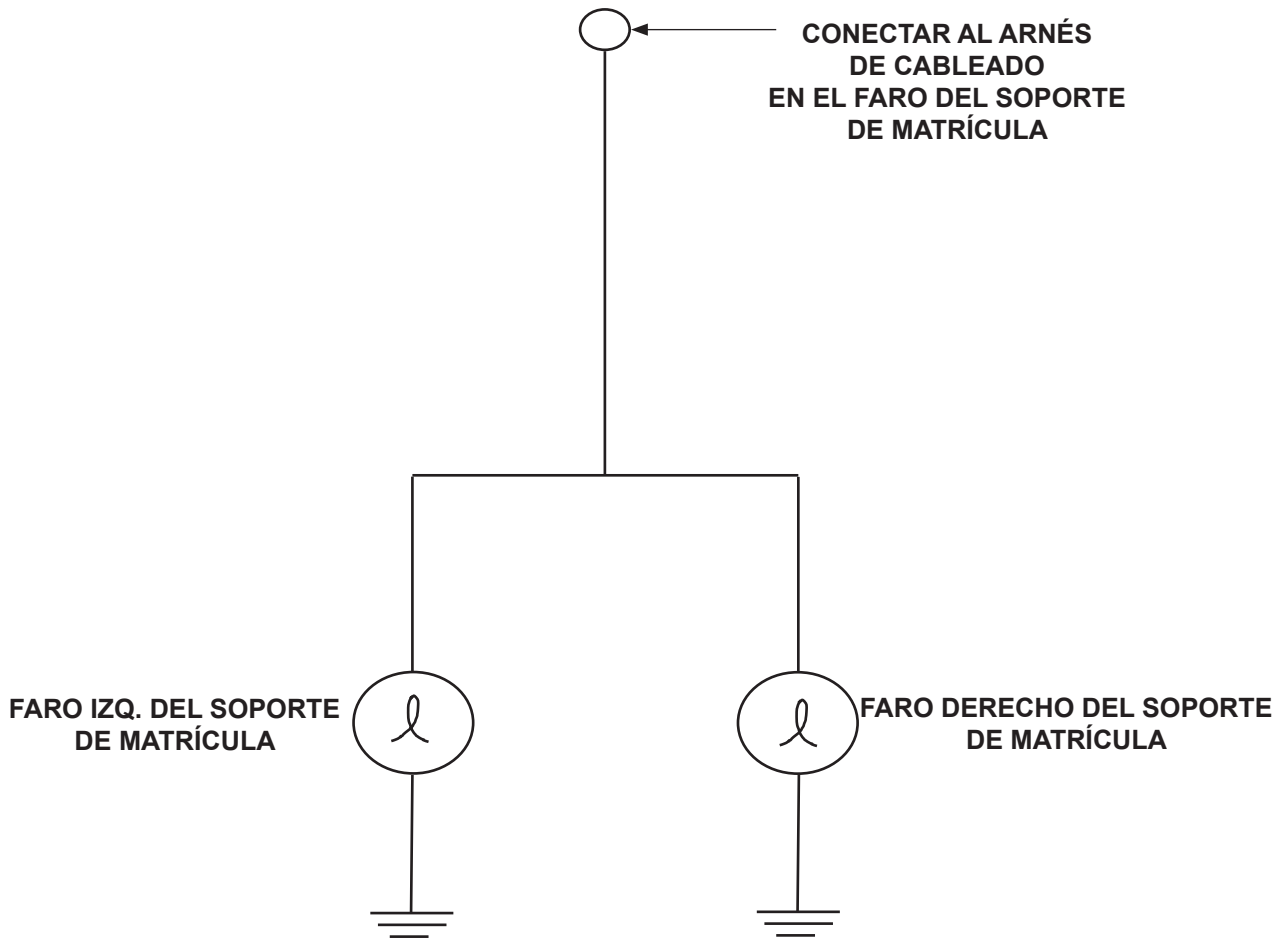 CONECTAR AL ARNÉS
DE CABLEADO
EN EL FARO DEL SOPORTE
DE MATRÍCULA
FARO IZQ. DEL SOPORTE
DE MATRÍCULA
FARO DERECHO DEL SOPORTE
DE MATRÍCULA